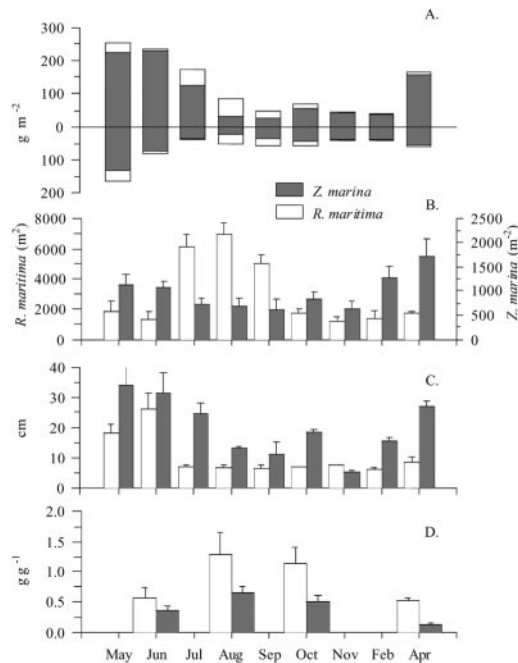 A.
300
200
100
0
100
200
g m⁻²
Z. marina
R. maritima
B.
8000
6000
4000
2000
0
R. maritima (m²)
2500
2000
1500
1000
500
0
Z. marina (m⁻²)
C.
40
30
20
10
0
cm
D.
2.0
1.5
1.0
0.5
0.0
g g⁻¹
May Jun Jul Aug Sep Oct Nov Feb Apr